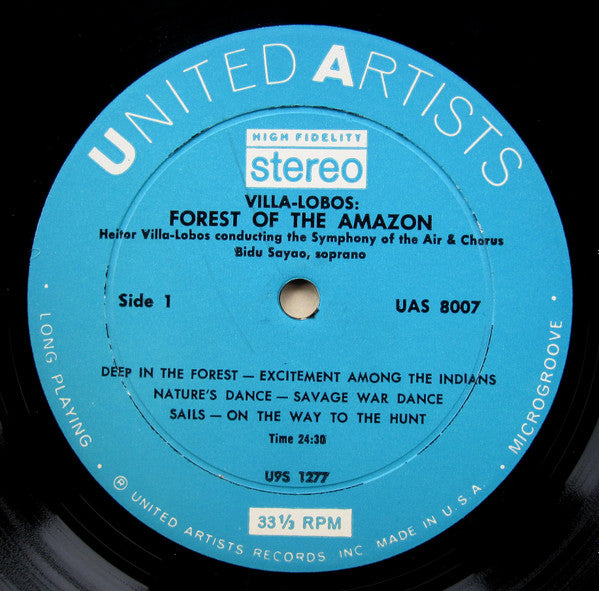 UNITED ARTISTS
HIGH FIDELITY
stereo
VILLA-LOBOS:
FOREST OF THE AMAZON
Heitor Villa-Lobos conducting the Symphony of the Air & Chorus
Bidu Sayao, soprano
Side 1
UAS 8007
DEEP IN THE FOREST — EXCITEMENT AMONG THE INDIANS
NATURE'S DANCE — SAVAGE WAR DANCE
SAILS — ON THE WAY TO THE HUNT
Time 24:30
U9S 1277
33 1/3 RPM
• LONG PLAYING • ® UNITED ARTISTS RECORDS INC MADE IN U.S.A. • MICROGROOVE •